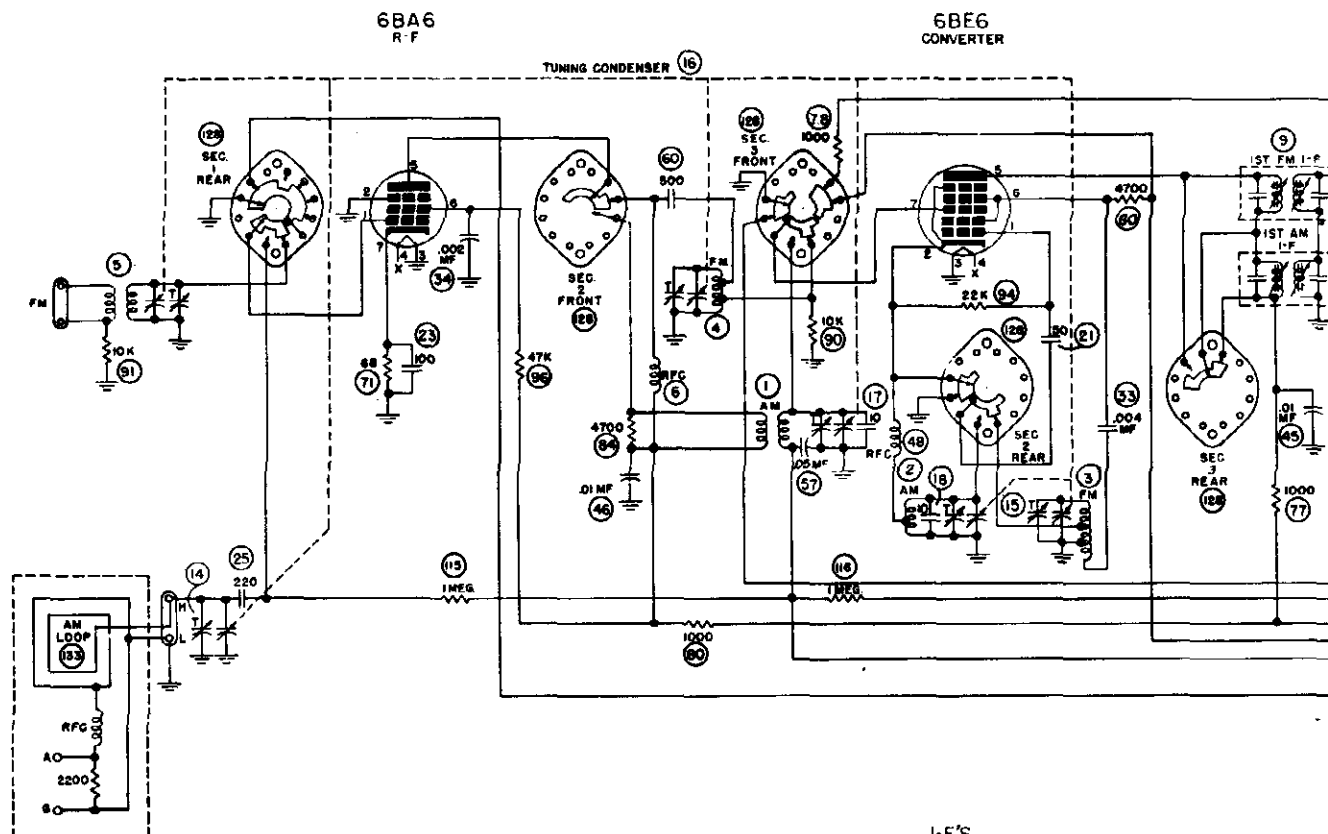 6BA6
R-F
6BE6
CONVERTER
TUNING CONDENSER 16
128
SEC.
1
REAR
5
FM
10K
91
2
5
6
7
4
3
X
.002
MF
34
23
100
68
71
47K
96
SEC
2
FRONT
128
60
500
RFC
6
4700
84
.01 MF
46
FM
T
4
128
SEC.
3
FRONT
78
1000
10K
90
1
AM
17
10
.05 MF
57
5
6
7
2
3
4
X
4700
22K
94
128
50
21
SEC
2
REAR
RFC
48
2
AM
18
10
T
15
T
3
FM
33
.004
MF
9
1ST FM I-F
1ST AM
I-F
SEC
3
REAR
128
.01
MF
45
1000
77
14
T
25
220
H
L
115
1 MEG.
116
1 MEG.
1000
80
AM
LOOP
133
RFC
A
2200
G
I-F'S